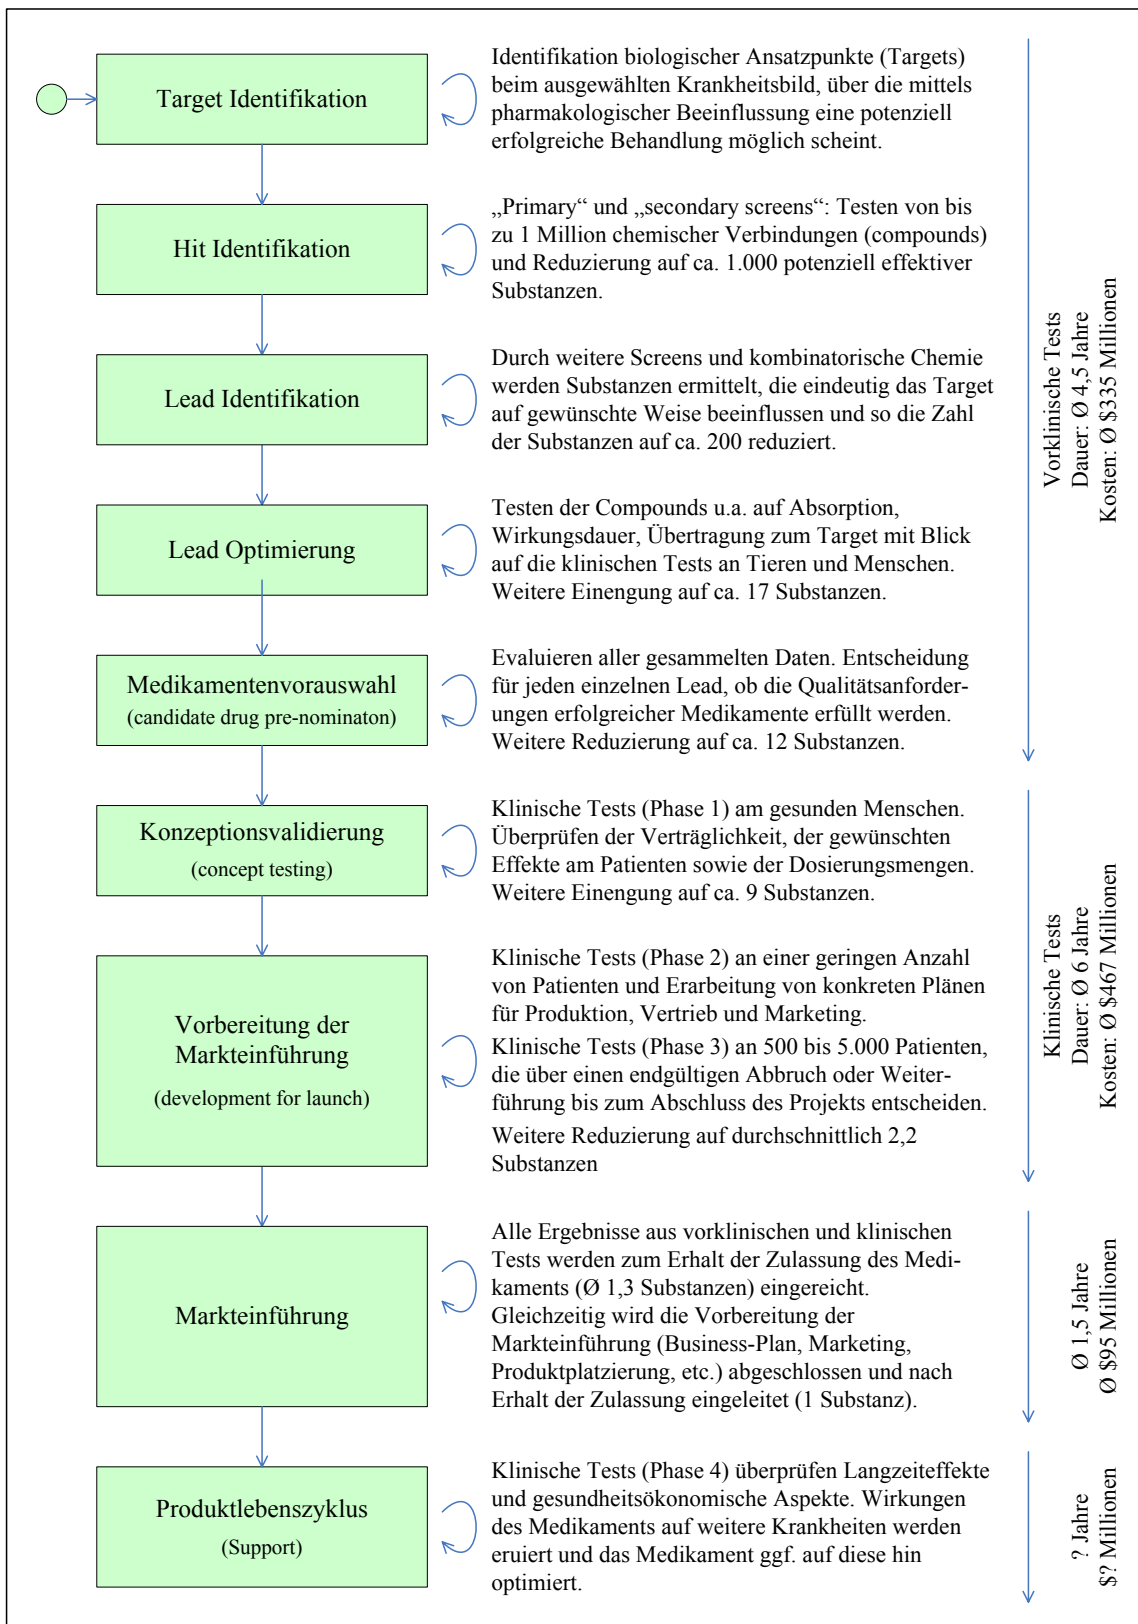 Target Identifikation
Identifikation biologischer Ansatzpunkte (Targets)
beim ausgewählten Krankheitsbild, über die mittels
pharmakologischer Beeinflussung eine potenziell
erfolgreiche Behandlung möglich scheint.
Hit Identifikation
„Primary“ und „secondary screens“: Testen von bis
zu 1 Million chemischer Verbindungen (compounds)
und Reduzierung auf ca. 1.000 potenziell effektiver
Substanzen.
Lead Identifikation
Durch weitere Screens und kombinatorische Chemie
werden Substanzen ermittelt, die eindeutig das Target
auf gewünschte Weise beeinflussen und so die Zahl
der Substanzen auf ca. 200 reduziert.
Lead Optimierung
Testen der Compounds u.a. auf Absorption,
Wirkungsdauer, Übertragung zum Target mit Blick
auf die klinischen Tests an Tieren und Menschen.
Weitere Einengung auf ca. 17 Substanzen.
Medikamentenvorauswahl
(candidate drug pre-nominaton)
Evaluieren aller gesammelten Daten. Entscheidung
für jeden einzelnen Lead, ob die Qualitätsanforder-
ungen erfolgreicher Medikamente erfüllt werden.
Weitere Reduzierung auf ca. 12 Substanzen.
Vorklinische Tests
Dauer: Ø 4,5 Jahre
Kosten: Ø $335 Millionen
Konzeptionsvalidierung
(concept testing)
Klinische Tests (Phase 1) am gesunden Menschen.
Überprüfen der Verträglichkeit, der gewünschten
Effekte am Patienten sowie der Dosierungsmengen.
Weitere Einengung auf ca. 9 Substanzen.
Vorbereitung der
Markteinführung
(development for launch)
Klinische Tests (Phase 2) an einer geringen Anzahl
von Patienten und Erarbeitung von konkreten Plänen
für Produktion, Vertrieb und Marketing.
Klinische Tests (Phase 3) an 500 bis 5.000 Patienten,
die über einen endgültigen Abbruch oder Weiter-
führung bis zum Abschluss des Projekts entscheiden.
Weitere Reduzierung auf durchschnittlich 2,2
Substanzen
Klinische Tests
Dauer: Ø 6 Jahre
Kosten: Ø $467 Millionen
Markteinführung
Alle Ergebnisse aus vorklinischen und klinischen
Tests werden zum Erhalt der Zulassung des Medi-
kaments (Ø 1,3 Substanzen) eingereicht.
Gleichzeitig wird die Vorbereitung der
Markteinführung (Business-Plan, Marketing,
Produktplatzierung, etc.) abgeschlossen und nach
Erhalt der Zulassung eingeleitet (1 Substanz).
Ø 1,5 Jahre
Ø $95 Millionen
Produktlebenszyklus
(Support)
Klinische Tests (Phase 4) überprüfen Langzeiteffekte
und gesundheitsökonomische Aspekte. Wirkungen
des Medikaments auf weitere Krankheiten werden
eruiert und das Medikament ggf. auf diese hin
optimiert.
? Jahre
$? Millionen